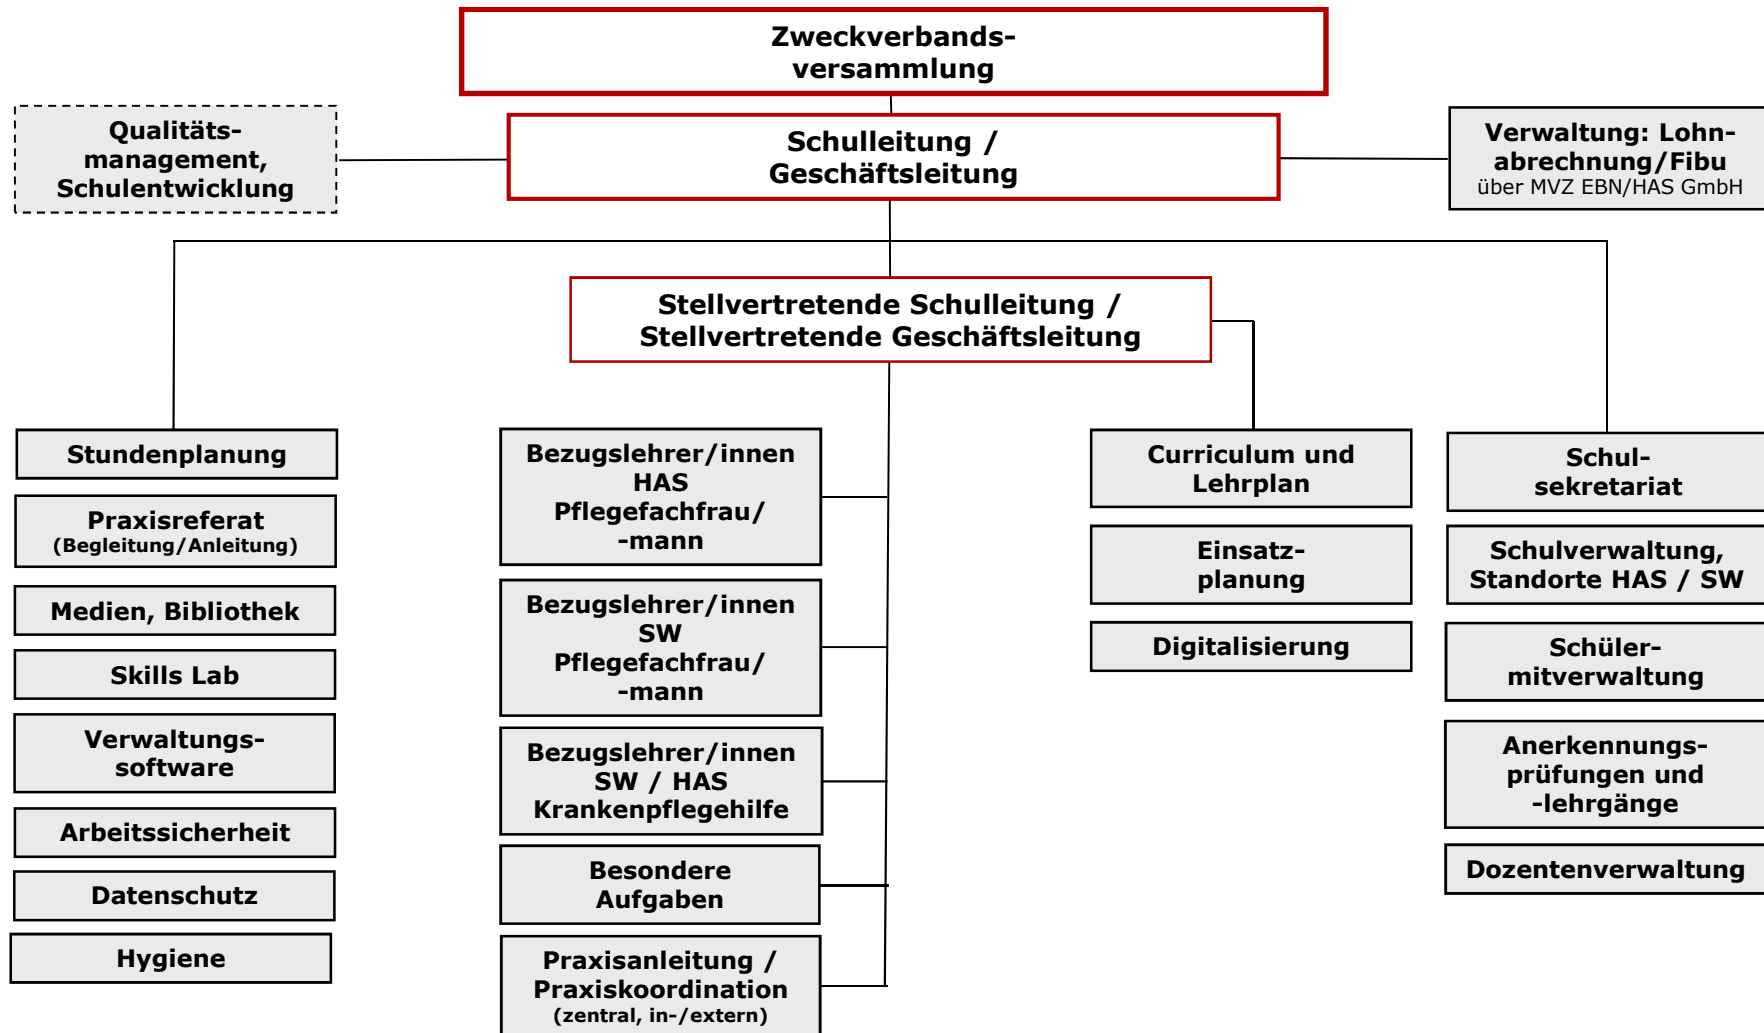 Zweckverbands-
versammlung
Qualitäts-
management,
Schulentwicklung
Schulleitung /
Geschäftsleitung
Verwaltung: Lohn-
abrechnung/Fibu
über MVZ EBN/HAS GmbH
Stellvertretende Schulleitung /
Stellvertretende Geschäftsleitung
Stundenplanung
Praxisreferat
(Begleitung/Anleitung)
Medien, Bibliothek
Skills Lab
Verwaltungs-
software
Arbeitssicherheit
Datenschutz
Hygiene
Bezugslehrer/innen
HAS
Pflegefachfrau/
-mann
Bezugslehrer/innen
SW
Pflegefachfrau/
-mann
Bezugslehrer/innen
SW / HAS
Krankenpflegehilfe
Besondere
Aufgaben
Praxisanleitung /
Praxiskoordination
(zentral, in-/extern)
Curriculum und
Lehrplan
Einsatz-
planung
Digitalisierung
Schul-
sekretariat
Schulverwaltung,
Standorte HAS / SW
Schüler-
mitverwaltung
Anerkennungs-
prüfungen und
-lehrgänge
Dozentenverwaltung